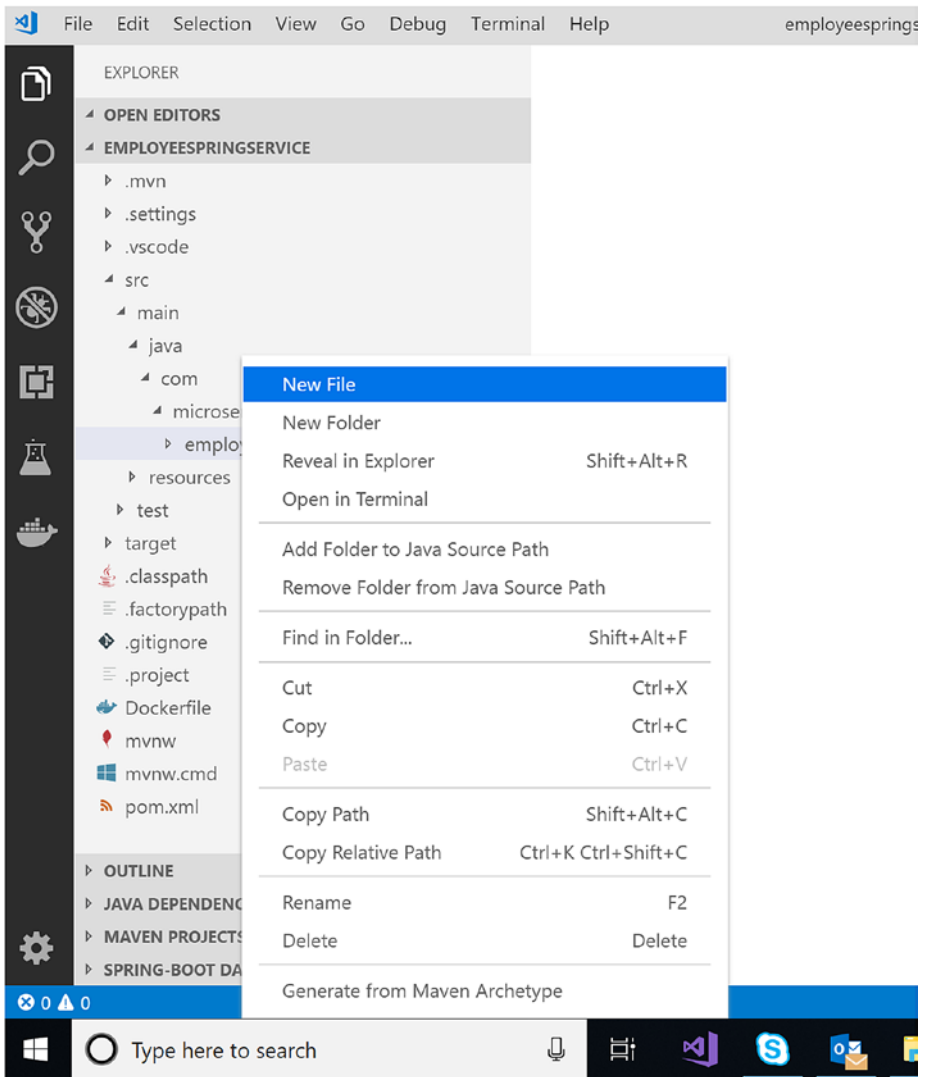 File Edit Selection View Go Debug Terminal Help employeesprings
EXPLORER
OPEN EDITORS
EMPLOYEESPRINGSERVICE
.mvn
.settings
.vscode
src
main
java
com
microse
employ
resources
test
target
.classpath
.factorypath
.gitignore
.project
Dockerfile
mvnw
mvnw.cmd
pom.xml
OUTLINE
JAVA DEPENDENC
MAVEN PROJECTS
SPRING-BOOT DA
New File
New Folder
Reveal in Explorer Shift+Alt+R
Open in Terminal
Add Folder to Java Source Path
Remove Folder from Java Source Path
Find in Folder... Shift+Alt+F
Cut Ctrl+X
Copy Ctrl+C
Paste Ctrl+V
Copy Path Shift+Alt+C
Copy Relative Path Ctrl+K Ctrl+Shift+C
Rename F2
Delete Delete
Generate from Maven Archetype
0 0
Type here to search